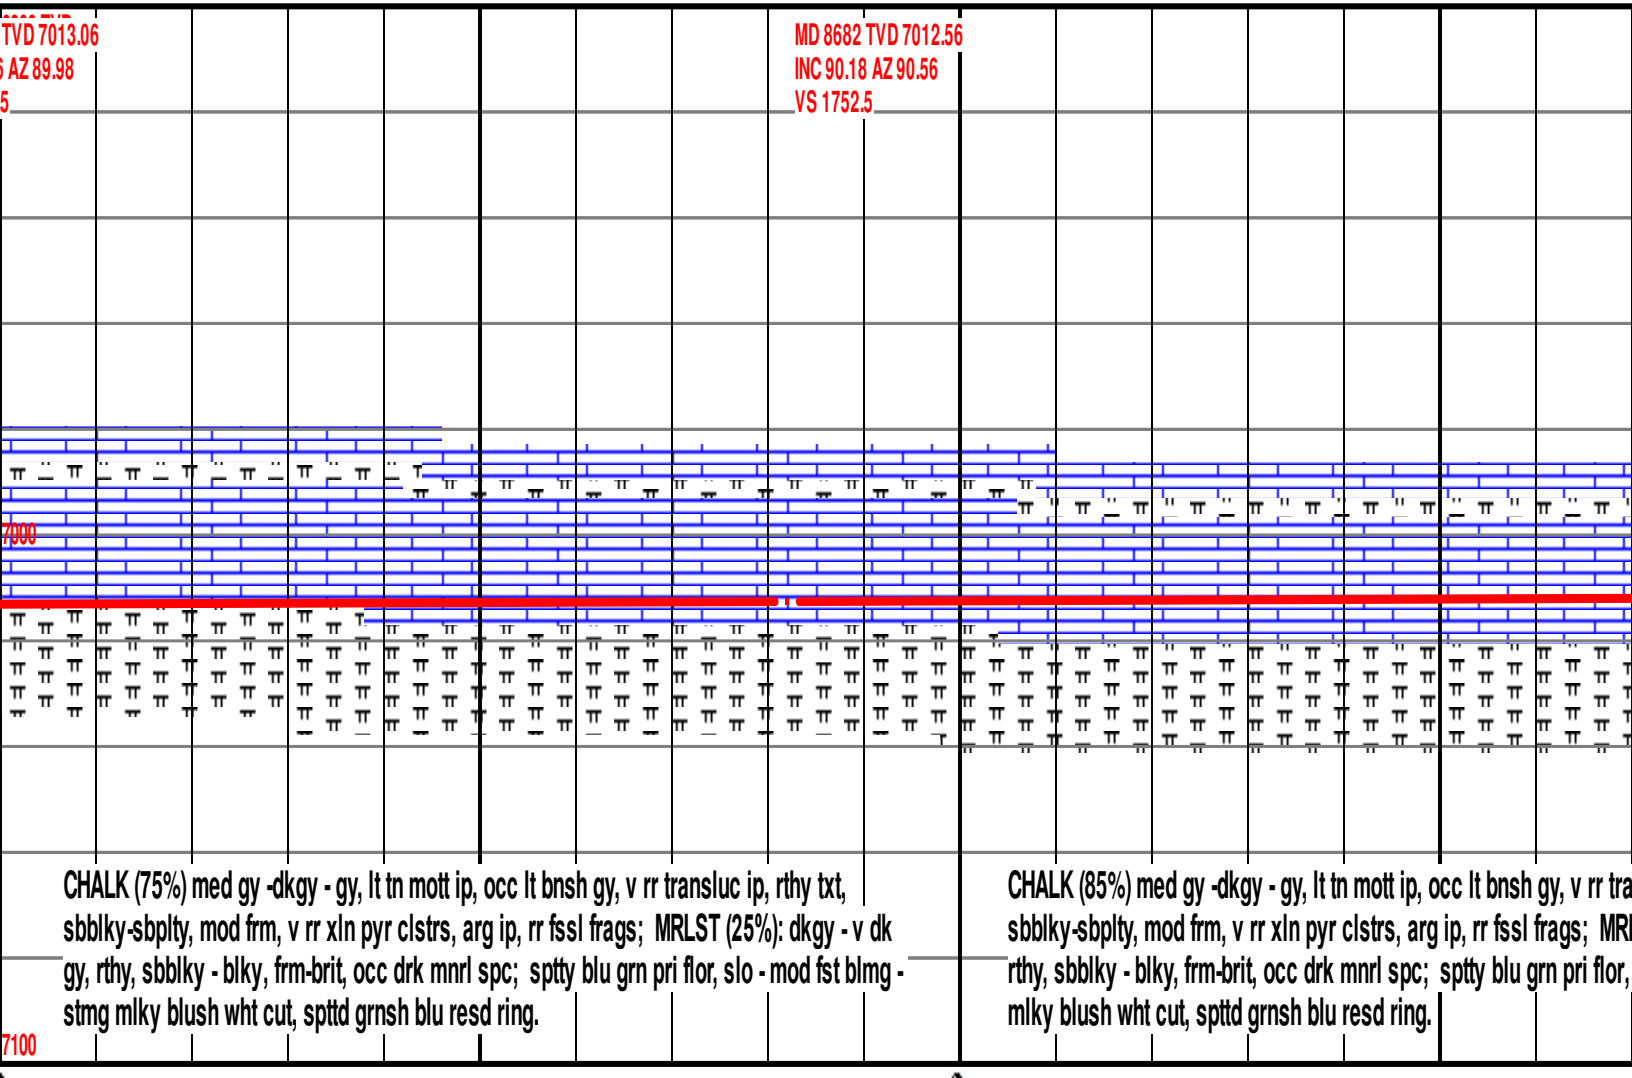 TVD 7013.06
AZ 89.98
5
MD 8682 TVD 7012.56
INC 90.18 AZ 90.56
VS 1752.5
7000
CHALK (75%) med gy -dkgy - gy, lt tn mott ip, occ lt bnsh gy, v rr transluc ip, rthy txt,
sbblky-sbplty, mod frm, v rr xln pyr clstrs, arg ip, rr fssl frags; MRLST (25%): dkgy - v dk
gy, rthy, sbblky - blky, frm-brit, occ drk mnrl spc; sptty blu grn pri flor, slo - mod fst blmg -
stmg mlky blush wht cut, spttd grnsh blu resd ring.
CHALK (85%) med gy -dkgy - gy, lt tn mott ip, occ lt bnsh gy, v rr tra
sbblky-sbplty, mod frm, v rr xln pyr clstrs, arg ip, rr fssl frags; MRL
rthy, sbblky - blky, frm-brit, occ drk mnrl spc; sptty blu grn pri flor,
mlky blush wht cut, spttd grnsh blu resd ring.
7100